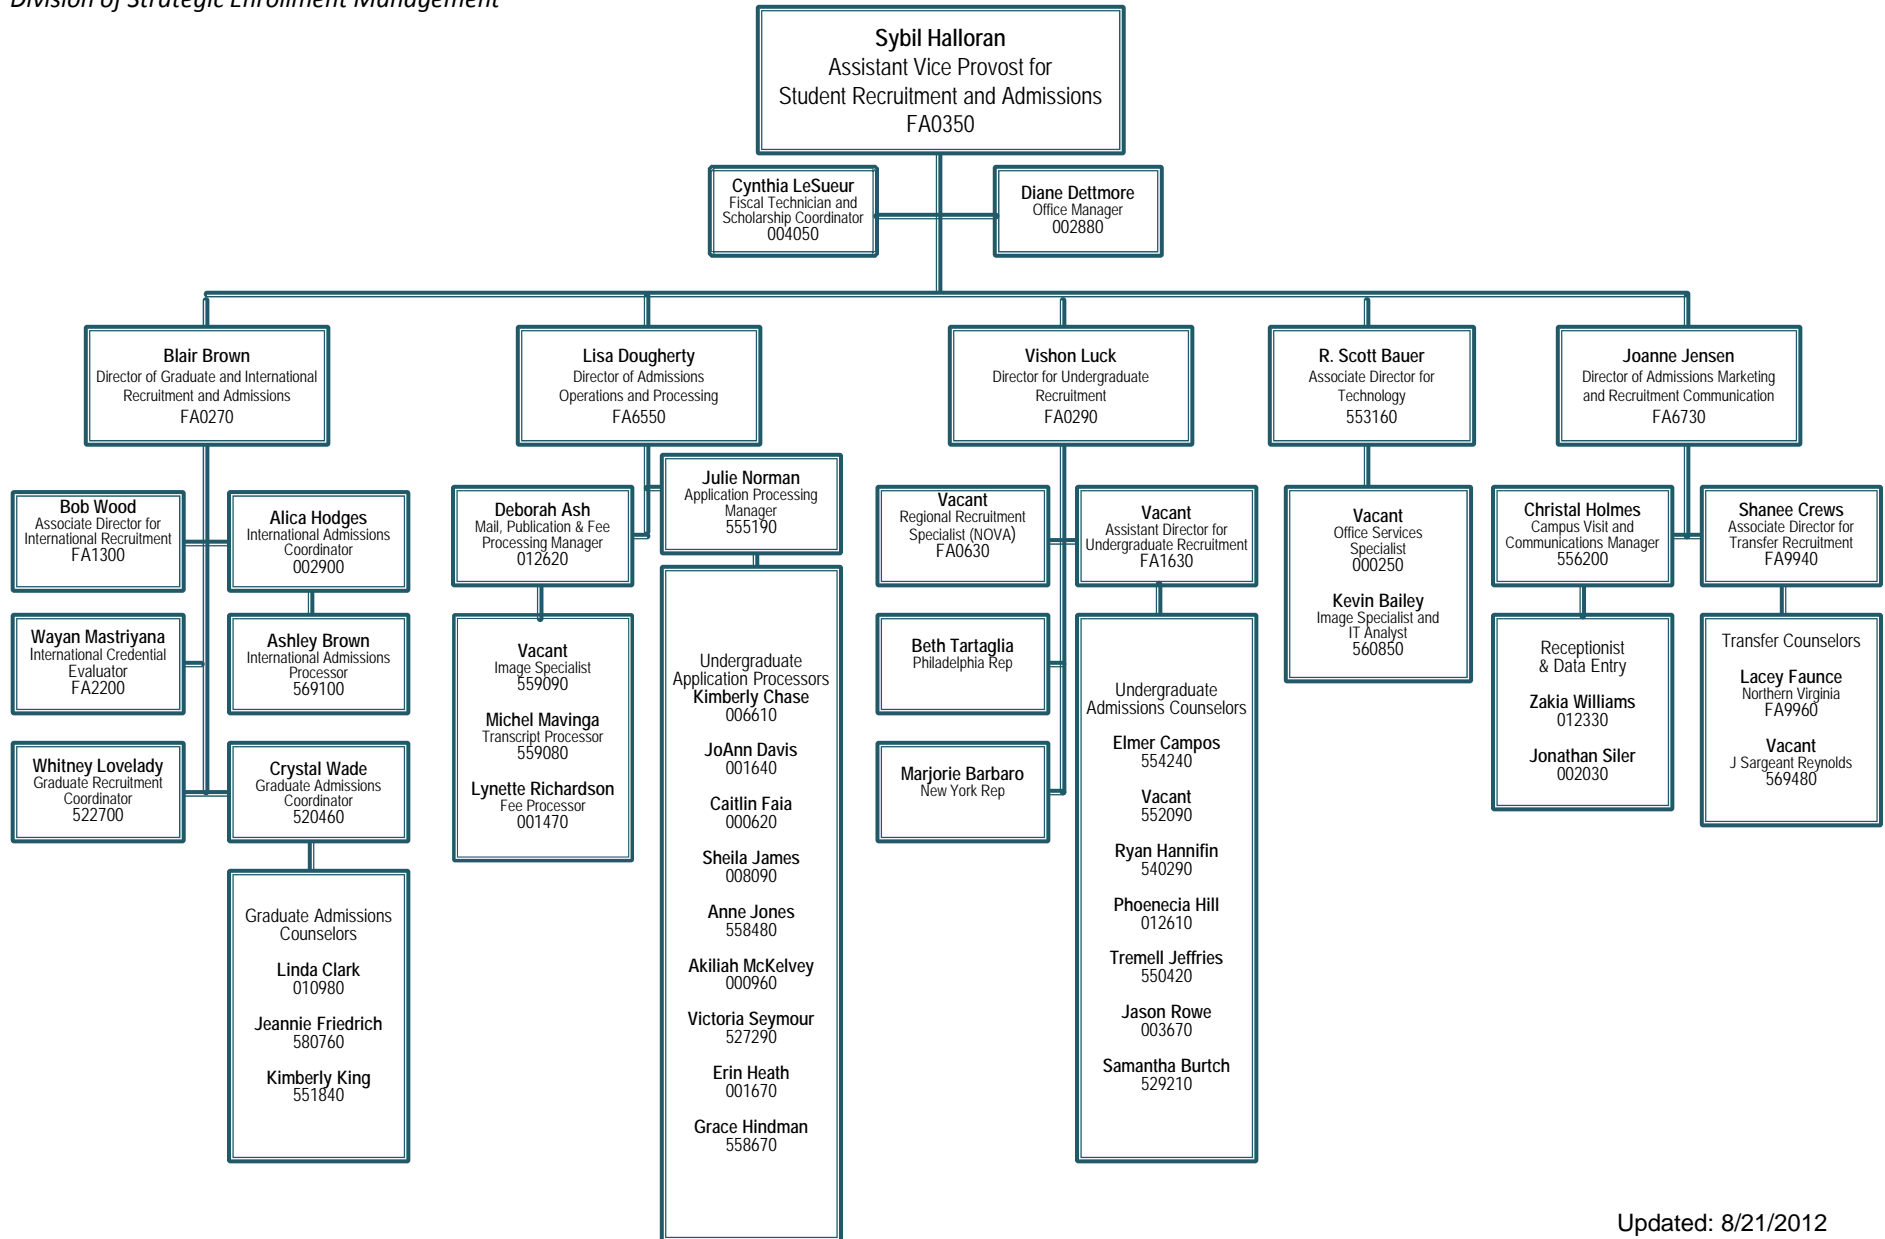 Division of Strategic Enrollment Management
Sybil Halloran
Assistant Vice Provost for
Student Recruitment and Admissions
FA0350
Cynthia LeSueur
Fiscal Technician and
Scholarship Coordinator
004050
Diane Dettmore
Office Manager
002880
Blair Brown
Director of Graduate and International
Recruitment and Admissions
FA0270
Lisa Dougherty
Director of Admissions
Operations and Processing
FA6550
Vishon Luck
Director for Undergraduate
Recruitment
FA0290
R. Scott Bauer
Associate Director for
Technology
553160
Joanne Jensen
Director of Admissions Marketing
and Recruitment Communication
FA6730
Bob Wood
Associate Director for
International Recruitment
FA1300
Alica Hodges
International Admissions
Coordinator
002900
Wayan Mastriyana
International Credential
Evaluator
FA2200
Ashley Brown
International Admissions
Processor
569100
Whitney Lovelady
Graduate Recruitment
Coordinator
522700
Crystal Wade
Graduate Admissions
Coordinator
520460
Graduate Admissions
Counselors
Linda Clark
010980
Jeannie Friedrich
580760
Kimberly King
551840
Deborah Ash
Mail, Publication & Fee
Processing Manager
012620
Vacant
Image Specialist
559090
Michel Mavinga
Transcript Processor
559080
Lynette Richardson
Fee Processor
001470
Julie Norman
Application Processing
Manager
555190
Undergraduate
Application Processors
Kimberly Chase
006610
JoAnn Davis
001640
Caitlin Faia
000620
Sheila James
008090
Anne Jones
558480
Akiliah McKelvey
000960
Victoria Seymour
527290
Erin Heath
001670
Grace Hindman
558670
Vacant
Regional Recruitment
Specialist (NOVA)
FA0630
Vacant
Assistant Director for
Undergraduate Recruitment
FA1630
Beth Tartaglia
Philadelphia Rep
Marjorie Barbaro
New York Rep
Undergraduate
Admissions Counselors
Elmer Campos
554240
Vacant
552090
Ryan Hannifin
540290
Phoenecia Hill
012610
Tremell Jeffries
550420
Jason Rowe
003670
Samantha Burtch
529210
Vacant
Office Services
Specialist
000250
Kevin Bailey
Image Specialist and
IT Analyst
560850
Christal Holmes
Campus Visit and
Communications Manager
556200
Shanee Crews
Associate Director for
Transfer Recruitment
FA9940
Receptionist
& Data Entry
Zakia Williams
012330
Jonathan Siler
002030
Transfer Counselors
Lacey Faunce
Northern Virginia
FA9960
Vacant
J Sargeant Reynolds
569480
Updated: 8/21/2012